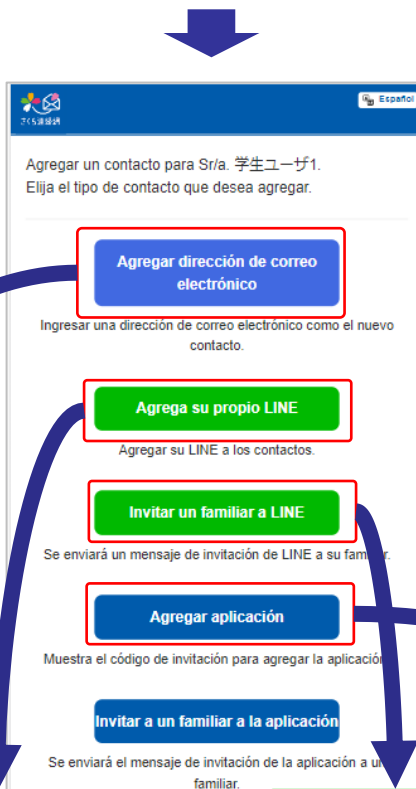 さくら連絡網
Español
Agregar un contacto para Sr/a. 学生ユーザ1.
Elija el tipo de contacto que desea agregar.
Agregar dirección de correo
electrónico
Ingresar una dirección de correo electrónico como el nuevo
contacto.
Agrega su propio LINE
Agregar su LINE a los contactos.
Invitar un familiar a LINE
Se enviará un mensaje de invitación de LINE a su
Agregar aplicación
Muestra el código de invitación para agregar la aplicación
Invitar a un familiar a la aplicación
Se enviará el mensaje de invitación de la aplicación a un
familiar.